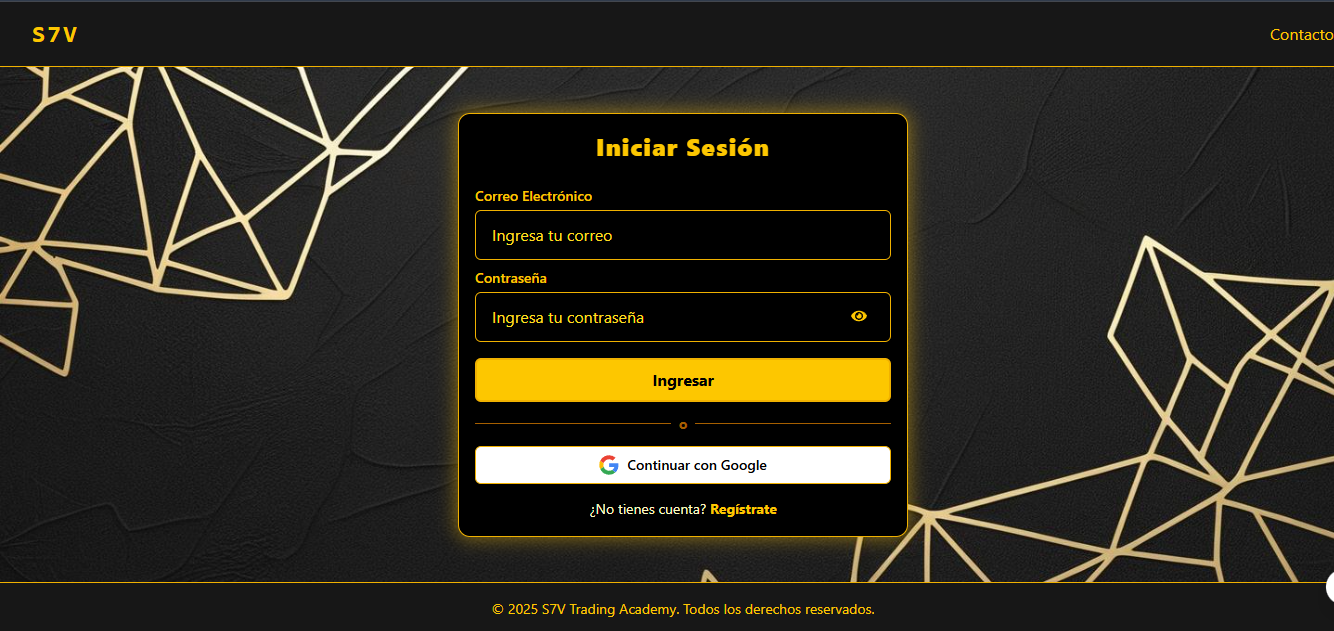 S7V
Contacto
Iniciar Sesión
Correo Electrónico
Ingresa tu correo
Contraseña
Ingresa tu contraseña
Ingresar
o
Continuar con Google
¿No tienes cuenta? Regístrate
© 2025 S7V Trading Academy. Todos los derechos reservados.